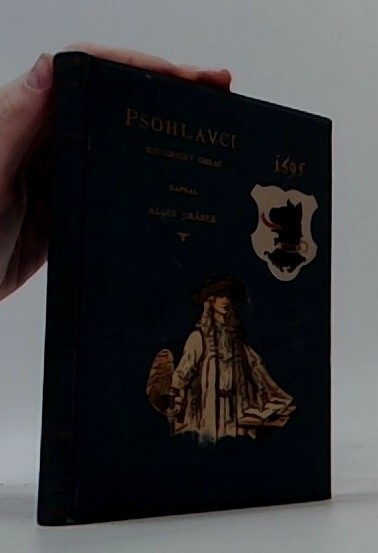 PSOHLAVCI
HISTORICKÝ OBRAZ
1695
NAPSAL
ALOIS JIRÁSEK